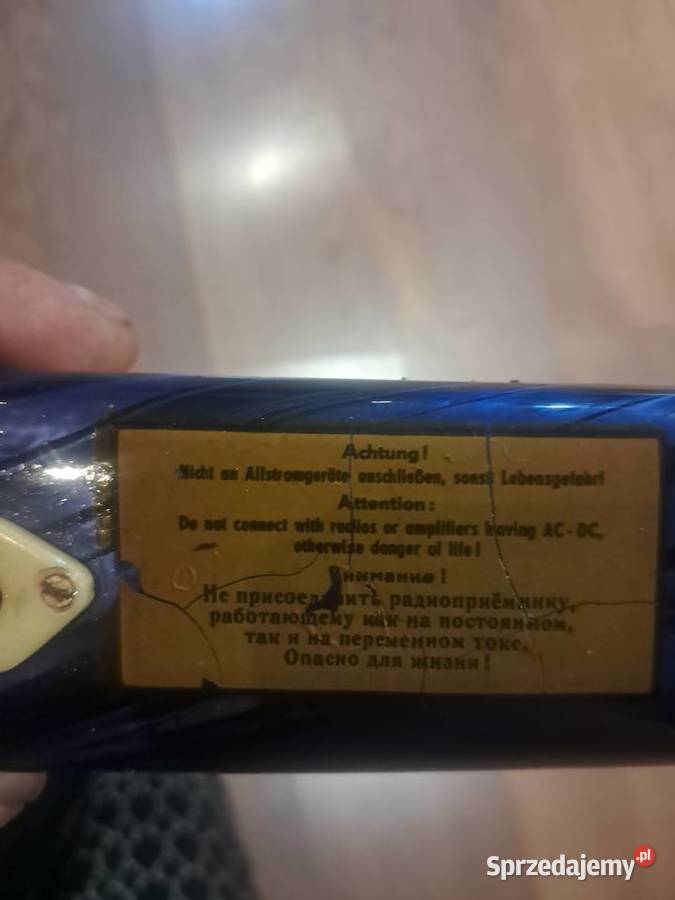 Achtung!
Nicht an Allstromgeräte anschließen, sonst Lebensgefahr!
Attention:
Do not connect with radios or amplifiers having AC-DC,
otherwise danger of life!
Внимание!
Не присоединить радиоприёмнику,
работающему как на постоянном,
так и на переменном токе.
Опасно для жизни!
Sprzedajemy.pl